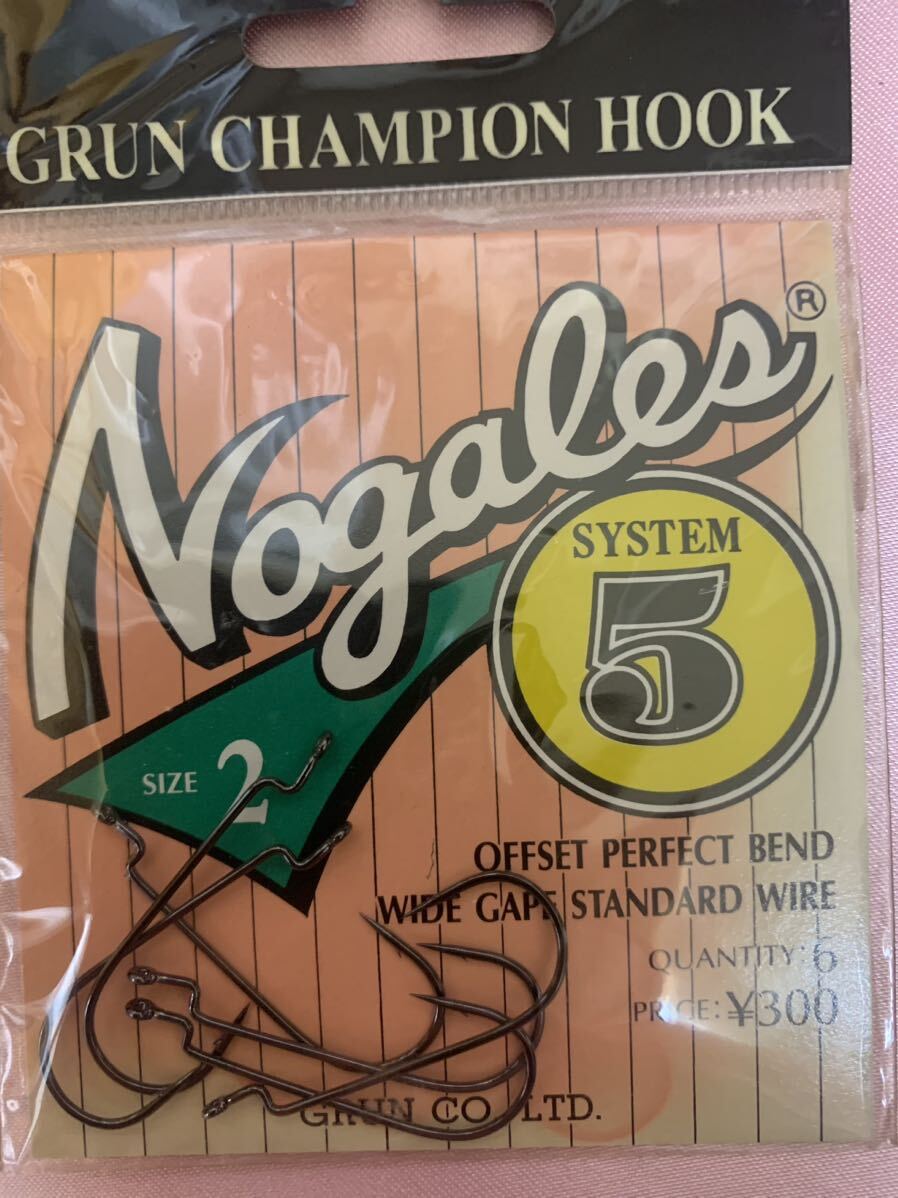 GRUN CHAMPION HOOK
Nogales®
SYSTEM
5
SIZE 2
OFFSET PERFECT BEND
WIDE GAPE STANDARD WIRE
QUANTITY: 6
PRICE: ¥300
GRUN CO. LTD.